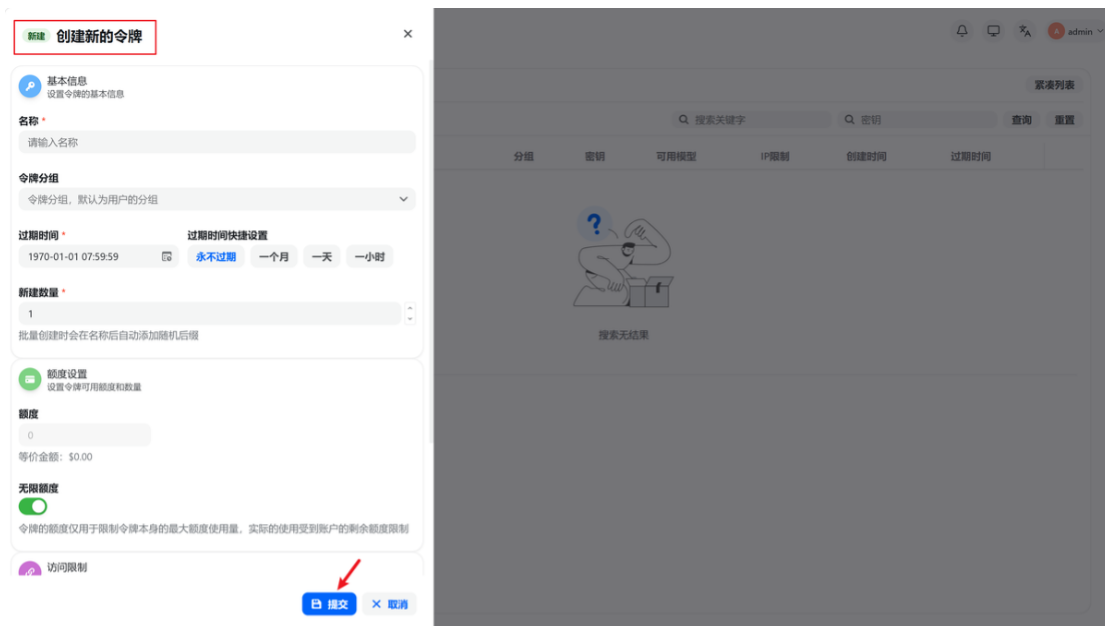 新建 创建新的令牌
A admin
基本信息
设置令牌的基本信息
紧凑列表
名称 *
请输入名称
搜索关键字
密钥
查询
重置
分组
密钥
可用模型
IP限制
创建时间
过期时间
令牌分组
令牌分组，默认为用户的分组
过期时间 *
过期时间快捷设置
1970-01-01 07:59:59
永不过期
一个月
一天
一小时
新建数量 *
1
批量创建时会在名称后自动添加随机后缀
搜索无结果
额度设置
设置令牌可用额度和数量
额度
0
等价金额：$0.00
无限额度
令牌的额度仅用于限制令牌本身的最大额度使用量，实际的使用受到账户的剩余额度限制
访问限制
提交
取消